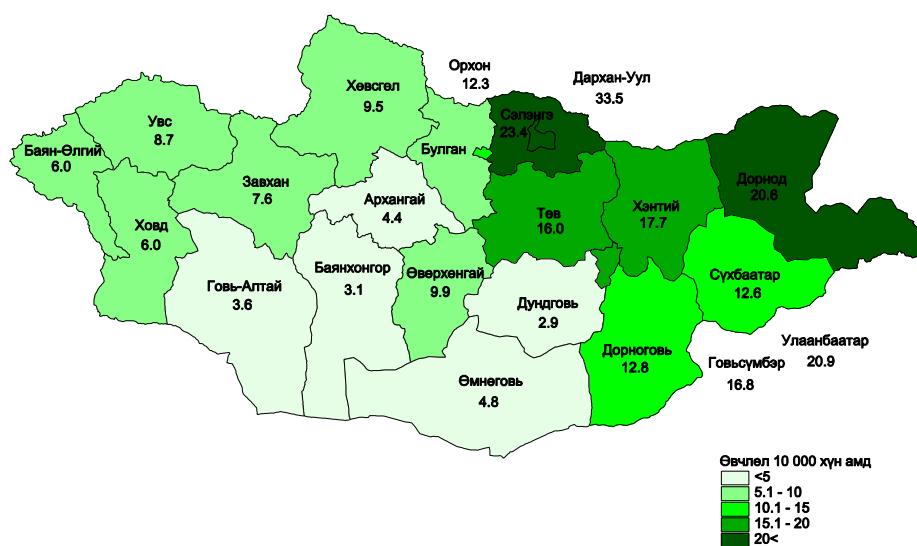 Орхон
12.3
Дархан-Уул
33.5
Хөвсгөл
9.5
Сэлэнгэ
23.4
Увс
8.7
Баян-Өлгий
6.0
Булган
Завхан
7.6
Архангай
4.4
Дорнод
20.6
Хэнтий
17.7
Төв
16.0
Ховд
6.0
Баянхонгор
3.1
Өвөрхөнгай
9.9
Говь-Алтай
3.6
Дундговь
2.9
Сүхбаатар
12.6
Дорноговь
12.8
Улаанбаатар
20.9
Говьсүмбэр
16.8
Өмнөговь
4.8
Өвчлөл 10 000 хүн амд
<5
5.1 - 10
10.1 - 15
15.1 - 20
20<